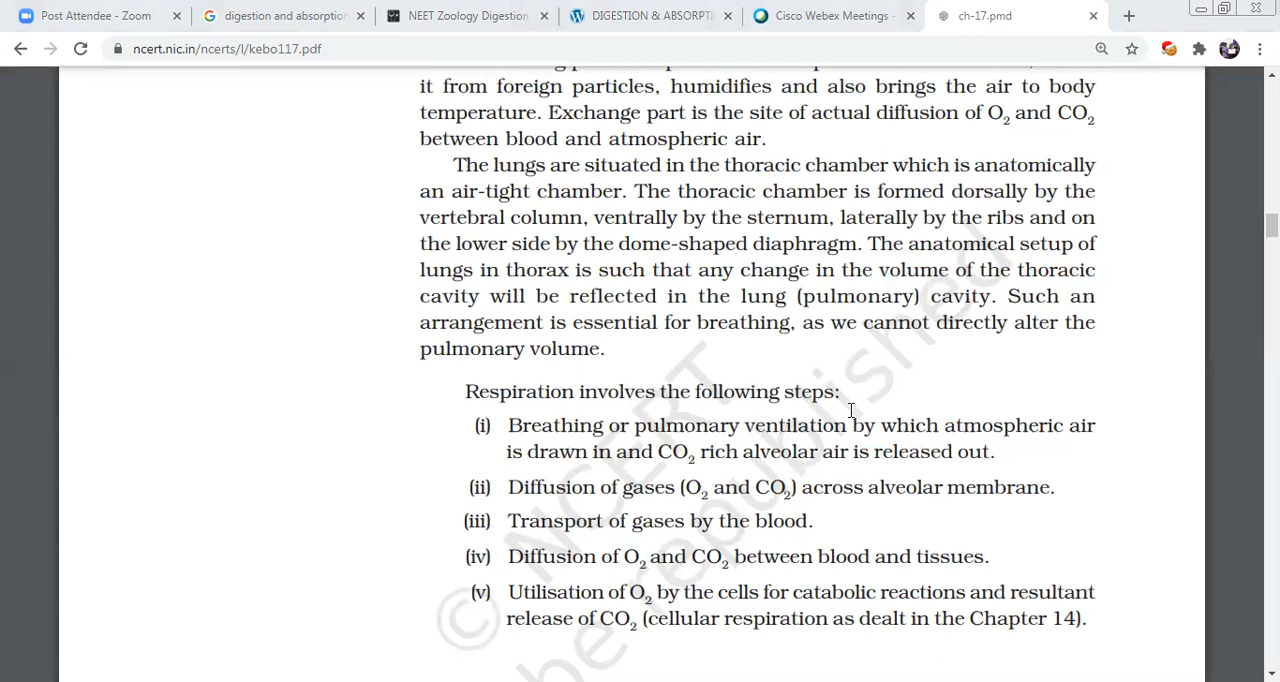 Post Attendee - Zoom
digestion and absorption
NEET Zoology Digestion
DIGESTION & ABSORPT
Cisco Webex Meetings -
ch-17.pmd
ncert.nic.in/ncerts/l/kebo117.pdf
it from foreign particles, humidifies and also brings the air to body
temperature. Exchange part is the site of actual diffusion of O2 and CO2
between blood and atmospheric air.
The lungs are situated in the thoracic chamber which is anatomically
an air-tight chamber. The thoracic chamber is formed dorsally by the
vertebral column, ventrally by the sternum, laterally by the ribs and on
the lower side by the dome-shaped diaphragm. The anatomical setup of
lungs in thorax is such that any change in the volume of the thoracic
cavity will be reflected in the lung (pulmonary) cavity. Such an
arrangement is essential for breathing, as we cannot directly alter the
pulmonary volume.
Respiration involves the following steps:
(i) Breathing or pulmonary ventilation by which atmospheric air
is drawn in and CO2 rich alveolar air is released out.
(ii) Diffusion of gases (O2 and CO2) across alveolar membrane.
(iii) Transport of gases by the blood.
(iv) Diffusion of O2 and CO2 between blood and tissues.
(v) Utilisation of O2 by the cells for catabolic reactions and resultant
release of CO2 (cellular respiration as dealt in the Chapter 14).
© NCERT
be republished